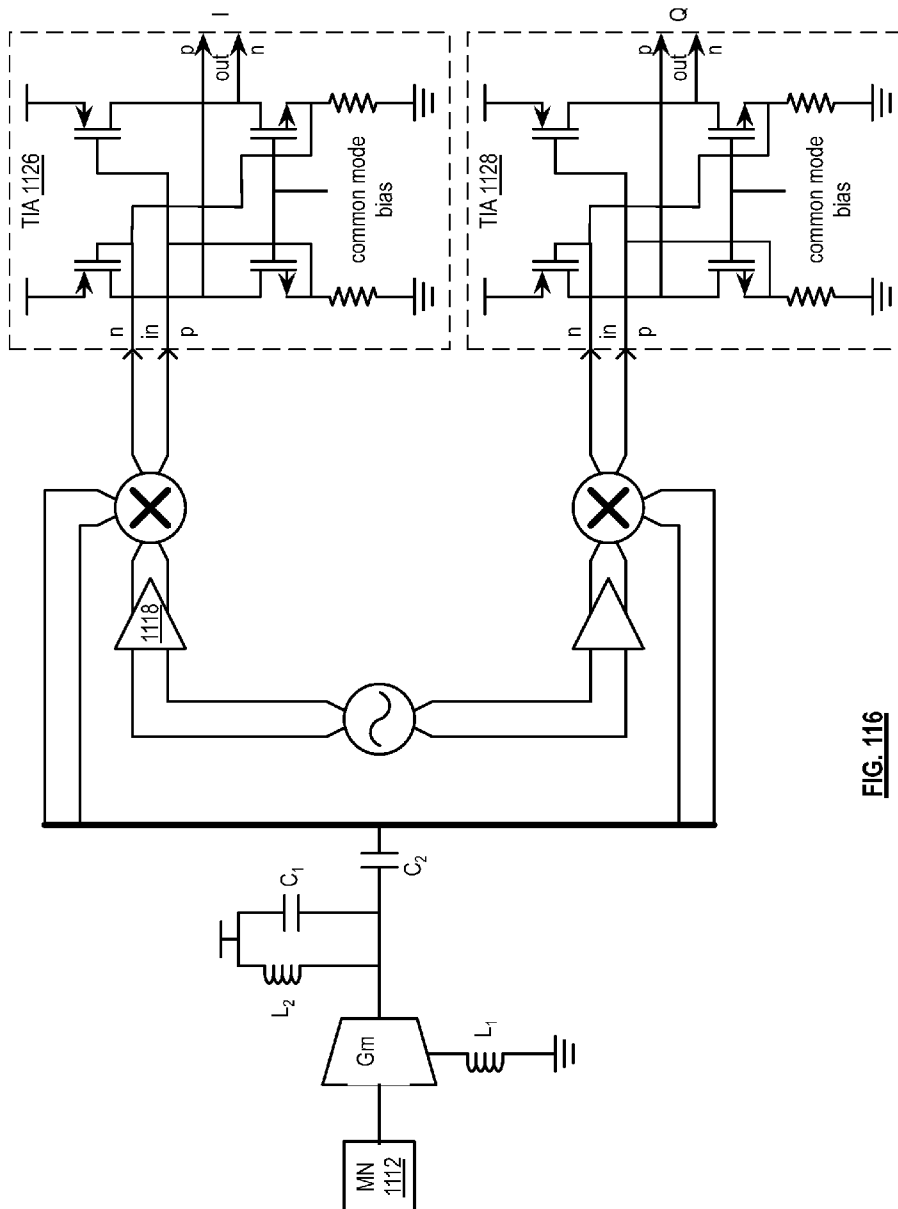 MN
1112
Gm
L₁
L₂
C₁
C₂
1118
TIA 1126
n
in
p
common mode
bias
p
out
n
I
TIA 1128
n
in
p
common mode
bias
p
out
n
Q
FIG. 116